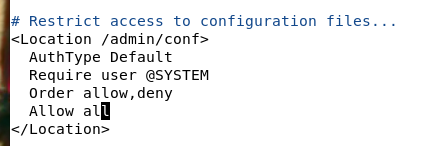 # Restrict access to configuration files...
<Location /admin/conf>
  AuthType Default
  Require user @SYSTEM
  Order allow,deny
  Allow all
</Location>